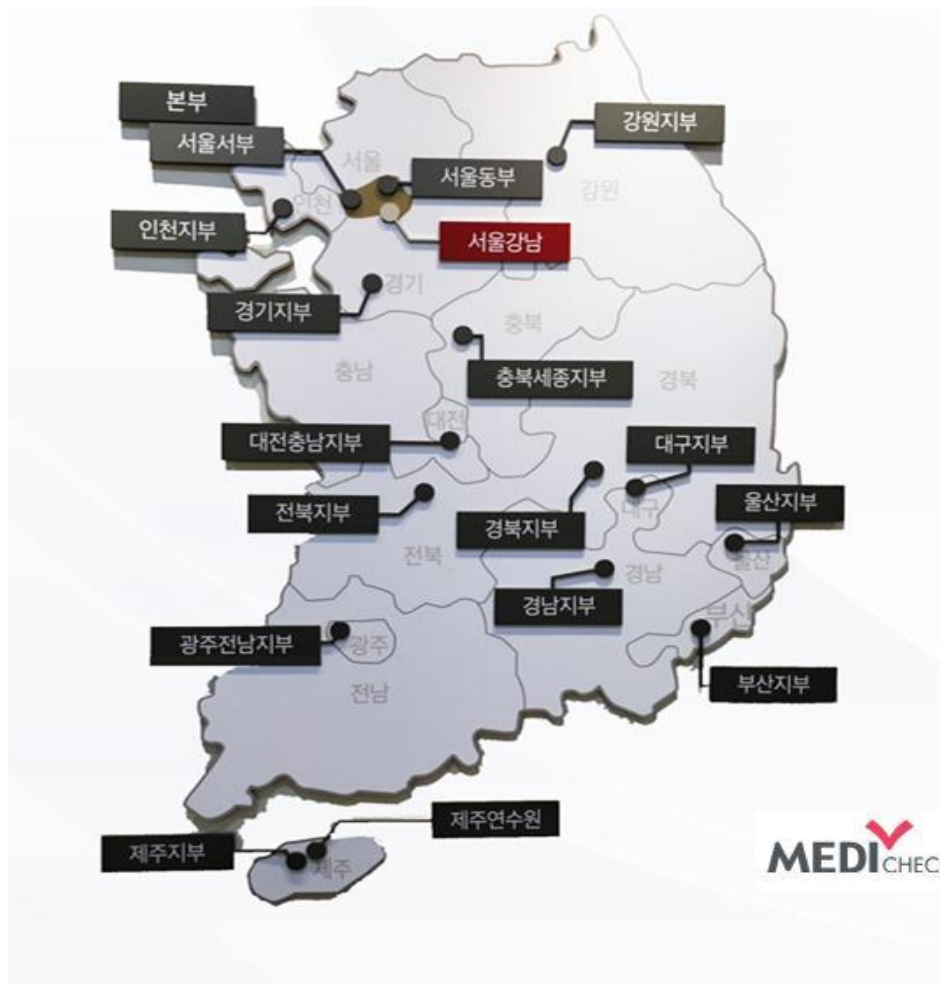 본부
서울서부
강원지부
서울
서울동부
강원
인천
인천지부
서울강남
경기
경기지부
충북
충남
충북세종지부
경북
대전
대전충남지부
대구지부
전북지부
대구
울산지부
경북지부
전북
경남
울산
경남지부
부산
광주전남지부
광주
전남
부산지부
제주연수원
제주지부
제주
MEDICHEC